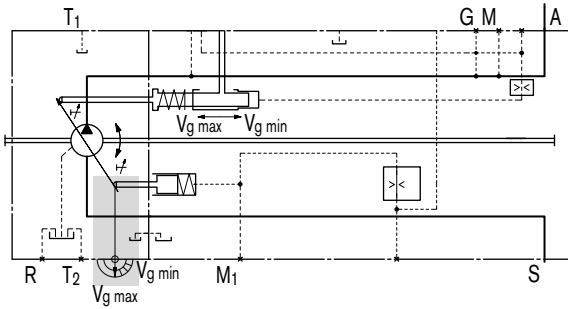 T1
G M A
Vg max Vg min
R T2 Vg min M1 S
Vg max